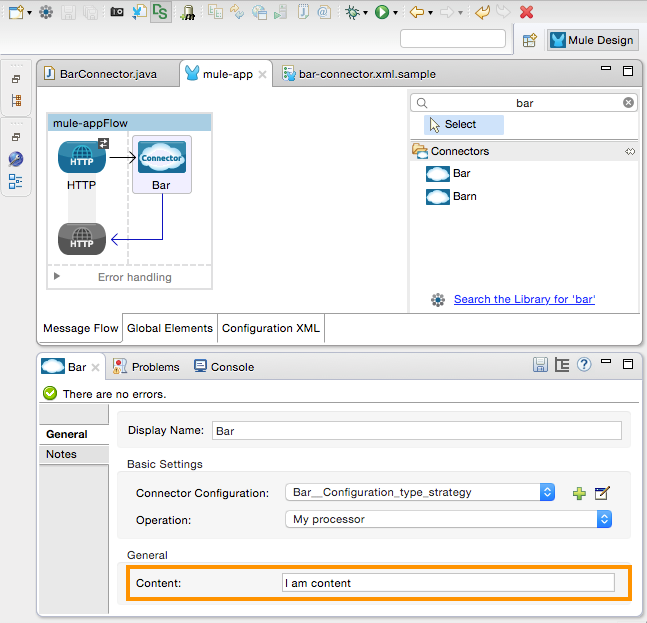 Mule Design
BarConnector.java
mule-app
bar-connector.xml.sample
mule-appFlow
HTTP
Connector
HTTP
Bar
HTTP
Error handling
bar
Select
Connectors
Bar
Barn
Search the Library for 'bar'
Message Flow
Global Elements
Configuration XML
Bar
Problems
Console
There are no errors.
General
Notes
Display Name:
Bar
Basic Settings
Connector Configuration:
Bar__Configuration_type_strategy
Operation:
My processor
General
Content:
I am content